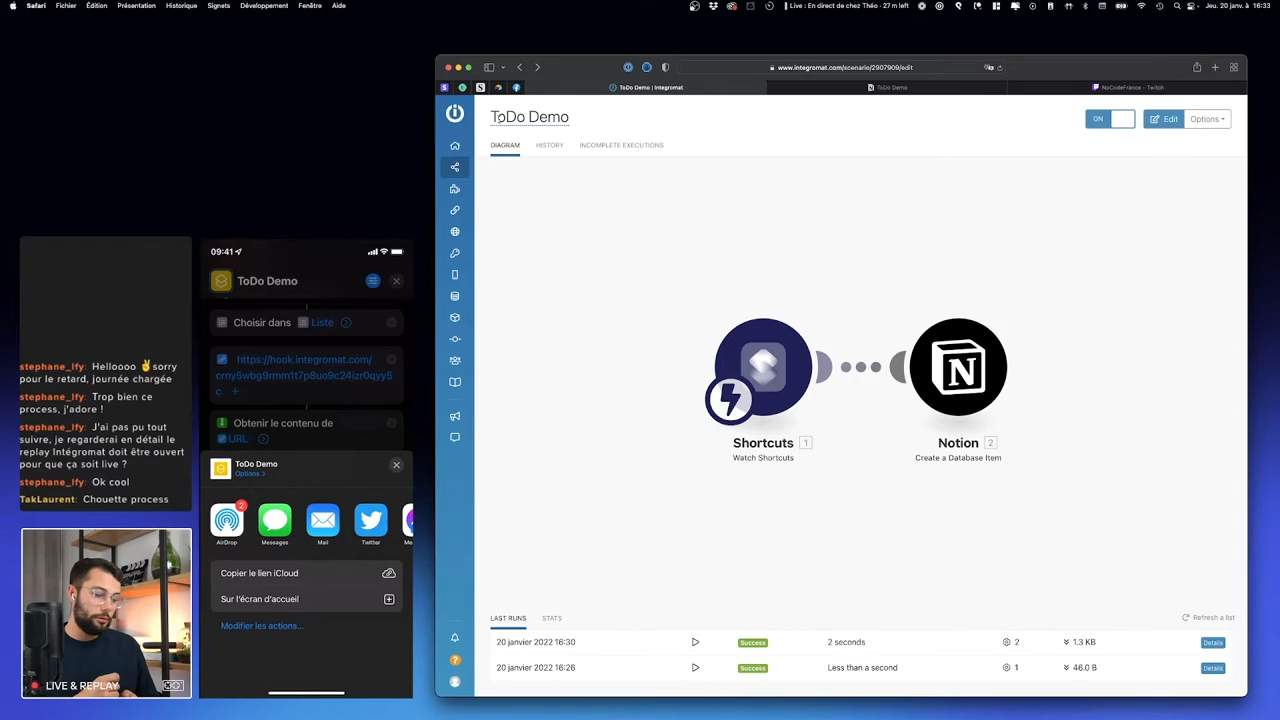 Safari Fichier Édition Présentation Historique Signets Développement Fenêtre Aide
Live : En direct de chez Théo · 27 m left
Jeu. 20 janv. à 16:33
www.integromat.com/scenario/2907909/edit
ToDo Demo | Integromat
ToDo Demo
NoCodeFrance - Twitch
ToDo Demo
ON
Edit
Options
DIAGRAM
HISTORY
INCOMPLETE EXECUTIONS
Shortcuts 1
Watch Shortcuts
Notion 2
Create a Database Item
LAST RUNS
STATS
Refresh a list
20 janvier 2022 16:30 Success 2 seconds 2 1.3 KB Details
20 janvier 2022 16:26 Success Less than a second 1 46.0 B Details
stephane_lfy: Helloooo ✌️sorry
pour le retard, journée chargée
stephane_lfy: Trop bien ce
process, j'adore !
stephane_lfy: J'ai pas pu tout
suivre, je regarderai en détail le
replay Intégromat doit être ouvert
pour que ça soit live ?
stephane_lfy: Ok cool
TakLaurent: Chouette process
LIVE & REPLAY
09:41
ToDo Demo
Choisir dans Liste
https://hook.integromat.com/
crny5wbg9rmm1t7p8uo9c24izr0qyy5
c +
Obtenir le contenu de
URL
ToDo Demo
Options >
2
AirDrop
Messages
Mail
Twitter
Me
Copier le lien iCloud
Sur l'écran d'accueil
Modifier les actions...